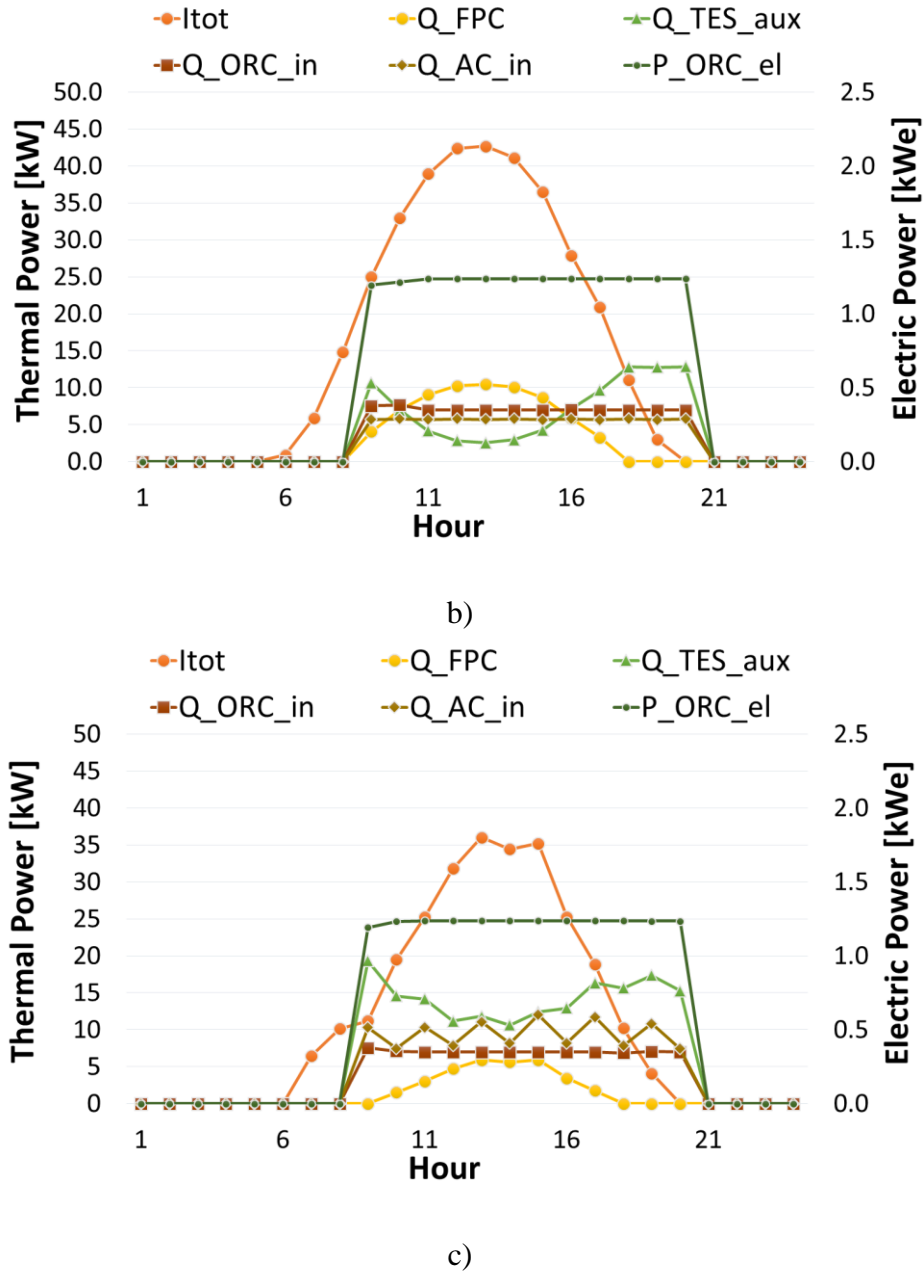 Itot Q_FPC Q_TES_aux
Q_ORC_in Q_AC_in P_ORC_el
Thermal Power [kW]
50.0
45.0
40.0
35.0
30.0
25.0
20.0
15.0
10.0
5.0
0.0
2.5
2.0
1.5
1.0
0.5
0.0
Electric Power [kWe]
1 6 11 16 21
Hour
b)
Itot Q_FPC Q_TES_aux
Q_ORC_in Q_AC_in P_ORC_el
Thermal Power [kW]
50
45
40
35
30
25
20
15
10
5
0
2.5
2.0
1.5
1.0
0.5
0.0
Electric Power [kWe]
1 6 11 16 21
Hour
c)